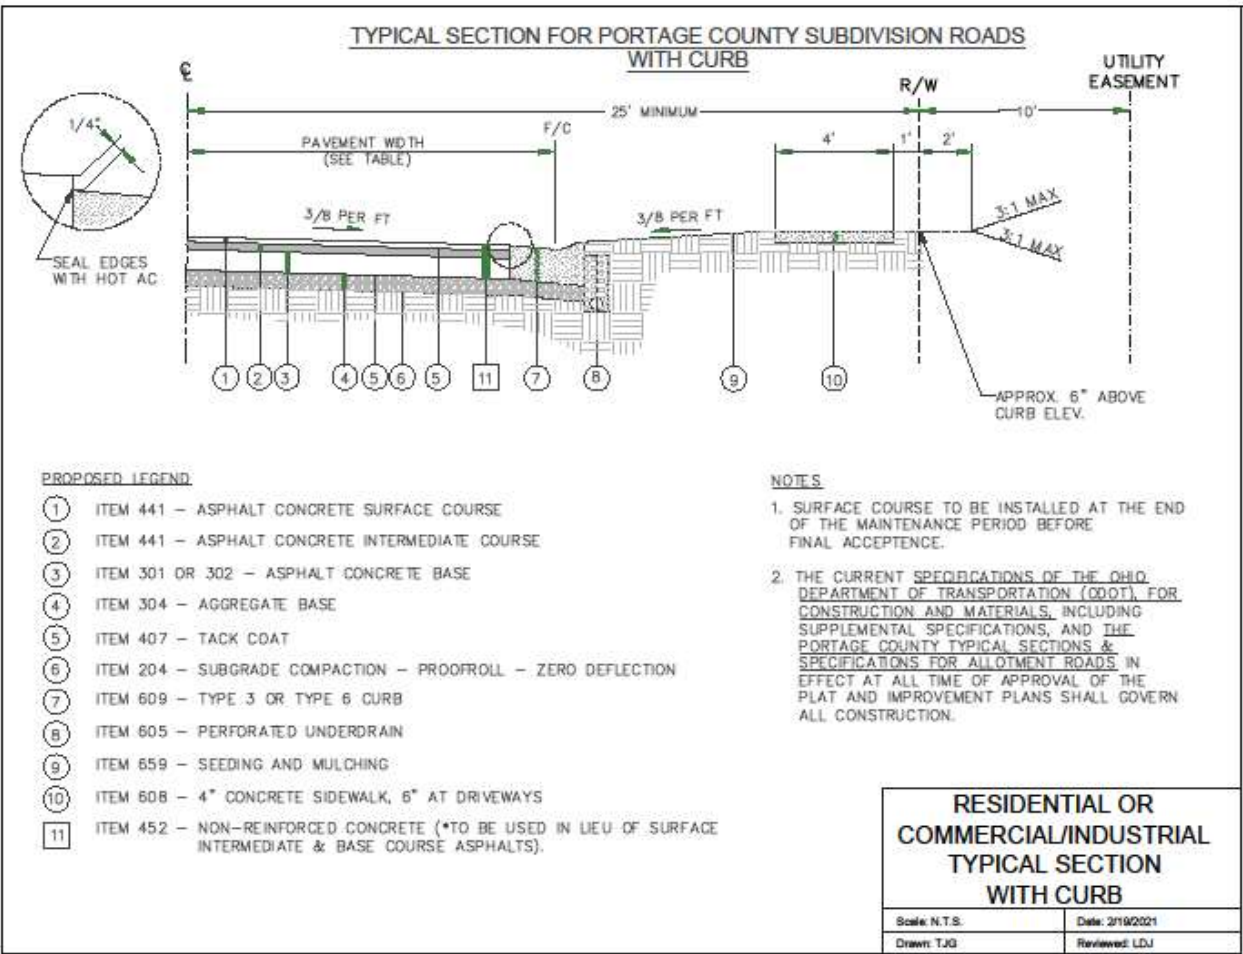 TYPICAL SECTION FOR PORTAGE COUNTY SUBDIVISION ROADS
WITH CURB
℄
R/W
UTILITY
EASEMENT
25' MINIMUM
10'
1/4"
PAVEMENT WIDTH
(SEE TABLE)
F/C
4'
1'
2'
3/8 PER FT
3/8 PER FT
3:1 MAX
3:1 MAX
SEAL EDGES
WITH HOT AC
1
2
3
4
5
6
5
11
7
8
9
10
APPROX. 6" ABOVE
CURB ELEV.
PROPOSED LEGEND
1 ITEM 441 – ASPHALT CONCRETE SURFACE COURSE
2 ITEM 441 – ASPHALT CONCRETE INTERMEDIATE COURSE
3 ITEM 301 OR 302 – ASPHALT CONCRETE BASE
4 ITEM 304 – AGGREGATE BASE
5 ITEM 407 – TACK COAT
6 ITEM 204 – SUBGRADE COMPACTION – PROOFROLL – ZERO DEFLECTION
7 ITEM 609 – TYPE 3 OR TYPE 6 CURB
8 ITEM 605 – PERFORATED UNDERDRAIN
9 ITEM 659 – SEEDING AND MULCHING
10 ITEM 608 – 4" CONCRETE SIDEWALK, 6" AT DRIVEWAYS
11 ITEM 452 – NON-REINFORCED CONCRETE (*TO BE USED IN LIEU OF SURFACE
INTERMEDIATE & BASE COURSE ASPHALTS).
NOTES
1. SURFACE COURSE TO BE INSTALLED AT THE END
OF THE MAINTENANCE PERIOD BEFORE
FINAL ACCEPTENCE.
2. THE CURRENT SPECIFICATIONS OF THE OHIO
DEPARTMENT OF TRANSPORTATION (ODOT), FOR
CONSTRUCTION AND MATERIALS, INCLUDING
SUPPLEMENTAL SPECIFICATIONS, AND THE
PORTAGE COUNTY TYPICAL SECTIONS &
SPECIFICATIONS FOR ALLOTMENT ROADS IN
EFFECT AT ALL TIME OF APPROVAL OF THE
PLAT AND IMPROVEMENT PLANS SHALL GOVERN
ALL CONSTRUCTION.
RESIDENTIAL OR
COMMERCIAL/INDUSTRIAL
TYPICAL SECTION
WITH CURB
Scale: N.T.S.
Date: 2/19/2021
Drawn: TJG
Reviewed: LDJ